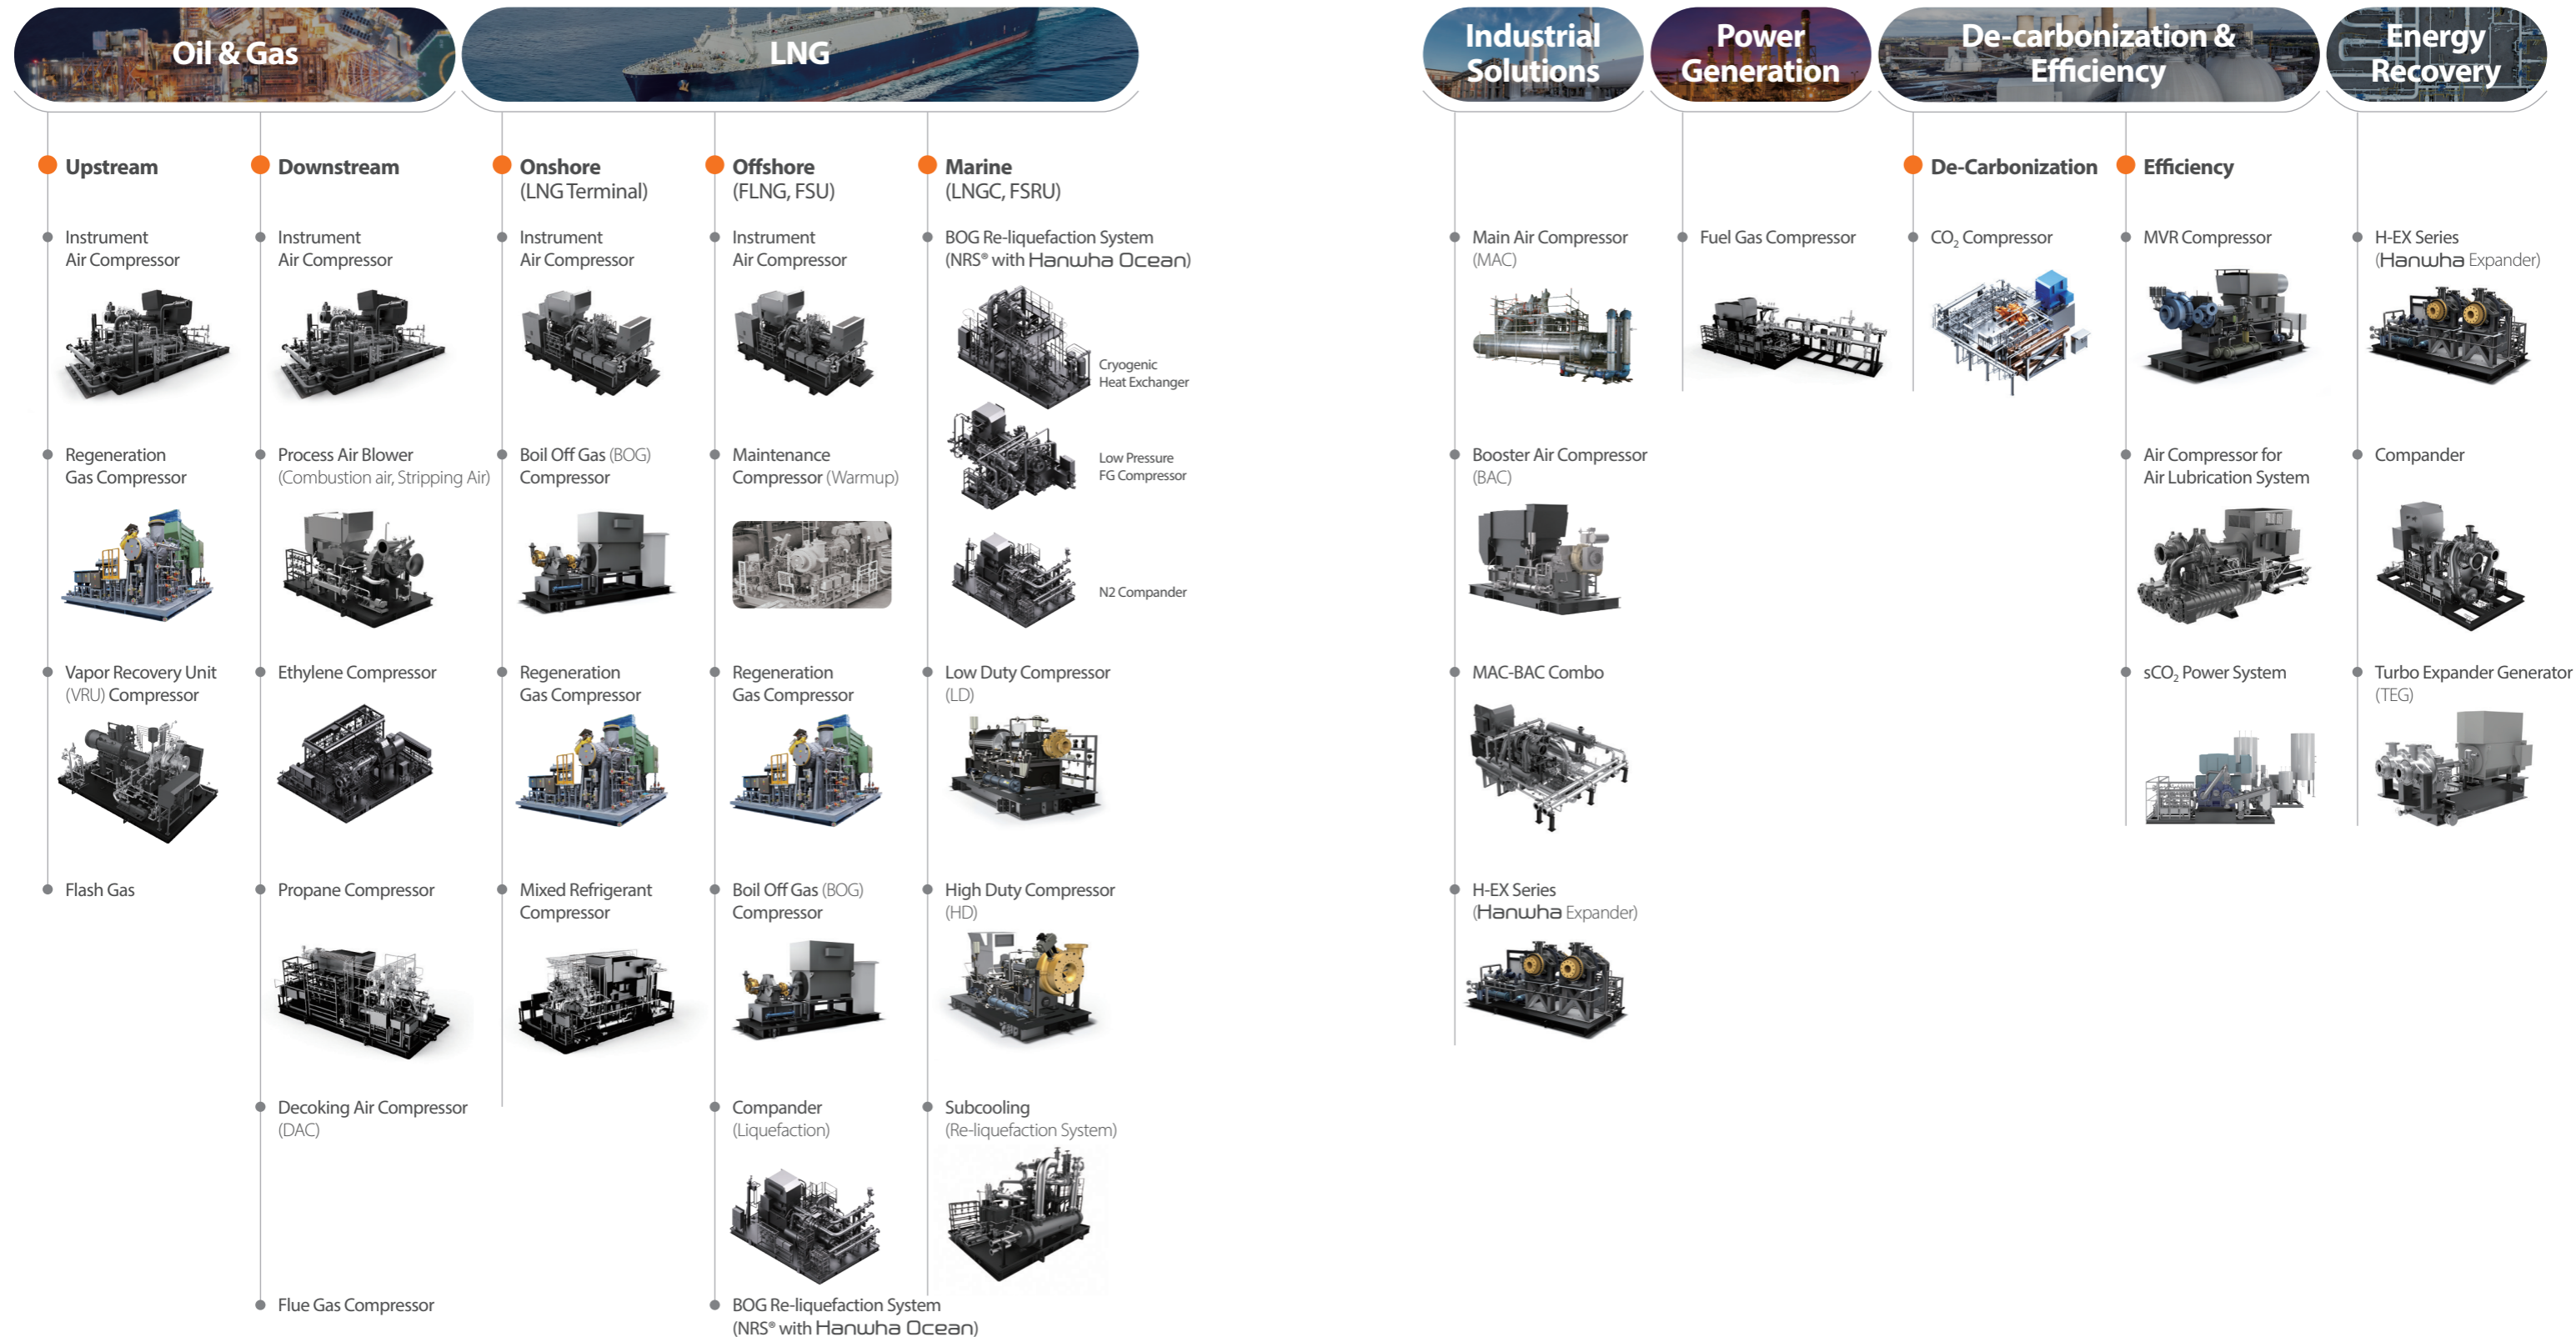 Oil & Gas
LNG
Industrial
Solutions
Power
Generation
De-carbonization &
Efficiency
Energy
Recovery
Upstream
Instrument
Air Compressor
Regeneration
Gas Compressor
Vapor Recovery Unit
(VRU) Compressor
Flash Gas
Downstream
Instrument
Air Compressor
Process Air Blower
(Combustion air, Stripping Air)
Ethylene Compressor
Propane Compressor
Decoking Air Compressor
(DAC)
Flue Gas Compressor
Onshore
(LNG Terminal)
Instrument
Air Compressor
Boil Off Gas (BOG)
Compressor
Regeneration
Gas Compressor
Mixed Refrigerant
Compressor
Offshore
(FLNG, FSU)
Instrument
Air Compressor
Maintenance
Compressor (Warmup)
Regeneration
Gas Compressor
Boil Off Gas (BOG)
Compressor
Compander
(Liquefaction)
BOG Re-liquefaction System
(NRS® with Hanwha Ocean)
Marine
(LNGC, FSRU)
BOG Re-liquefaction System
(NRS® with Hanwha Ocean)
Cryogenic
Heat Exchanger
Low Pressure
FG Compressor
N2 Compander
Low Duty Compressor
(LD)
High Duty Compressor
(HD)
Subcooling
(Re-liquefaction System)
Main Air Compressor
(MAC)
Booster Air Compressor
(BAC)
MAC-BAC Combo
H-EX Series
(Hanwha Expander)
Fuel Gas Compressor
De-Carbonization
CO₂ Compressor
Efficiency
MVR Compressor
Air Compressor for
Air Lubrication System
sCO₂ Power System
H-EX Series
(Hanwha Expander)
Compander
Turbo Expander Generator
(TEG)